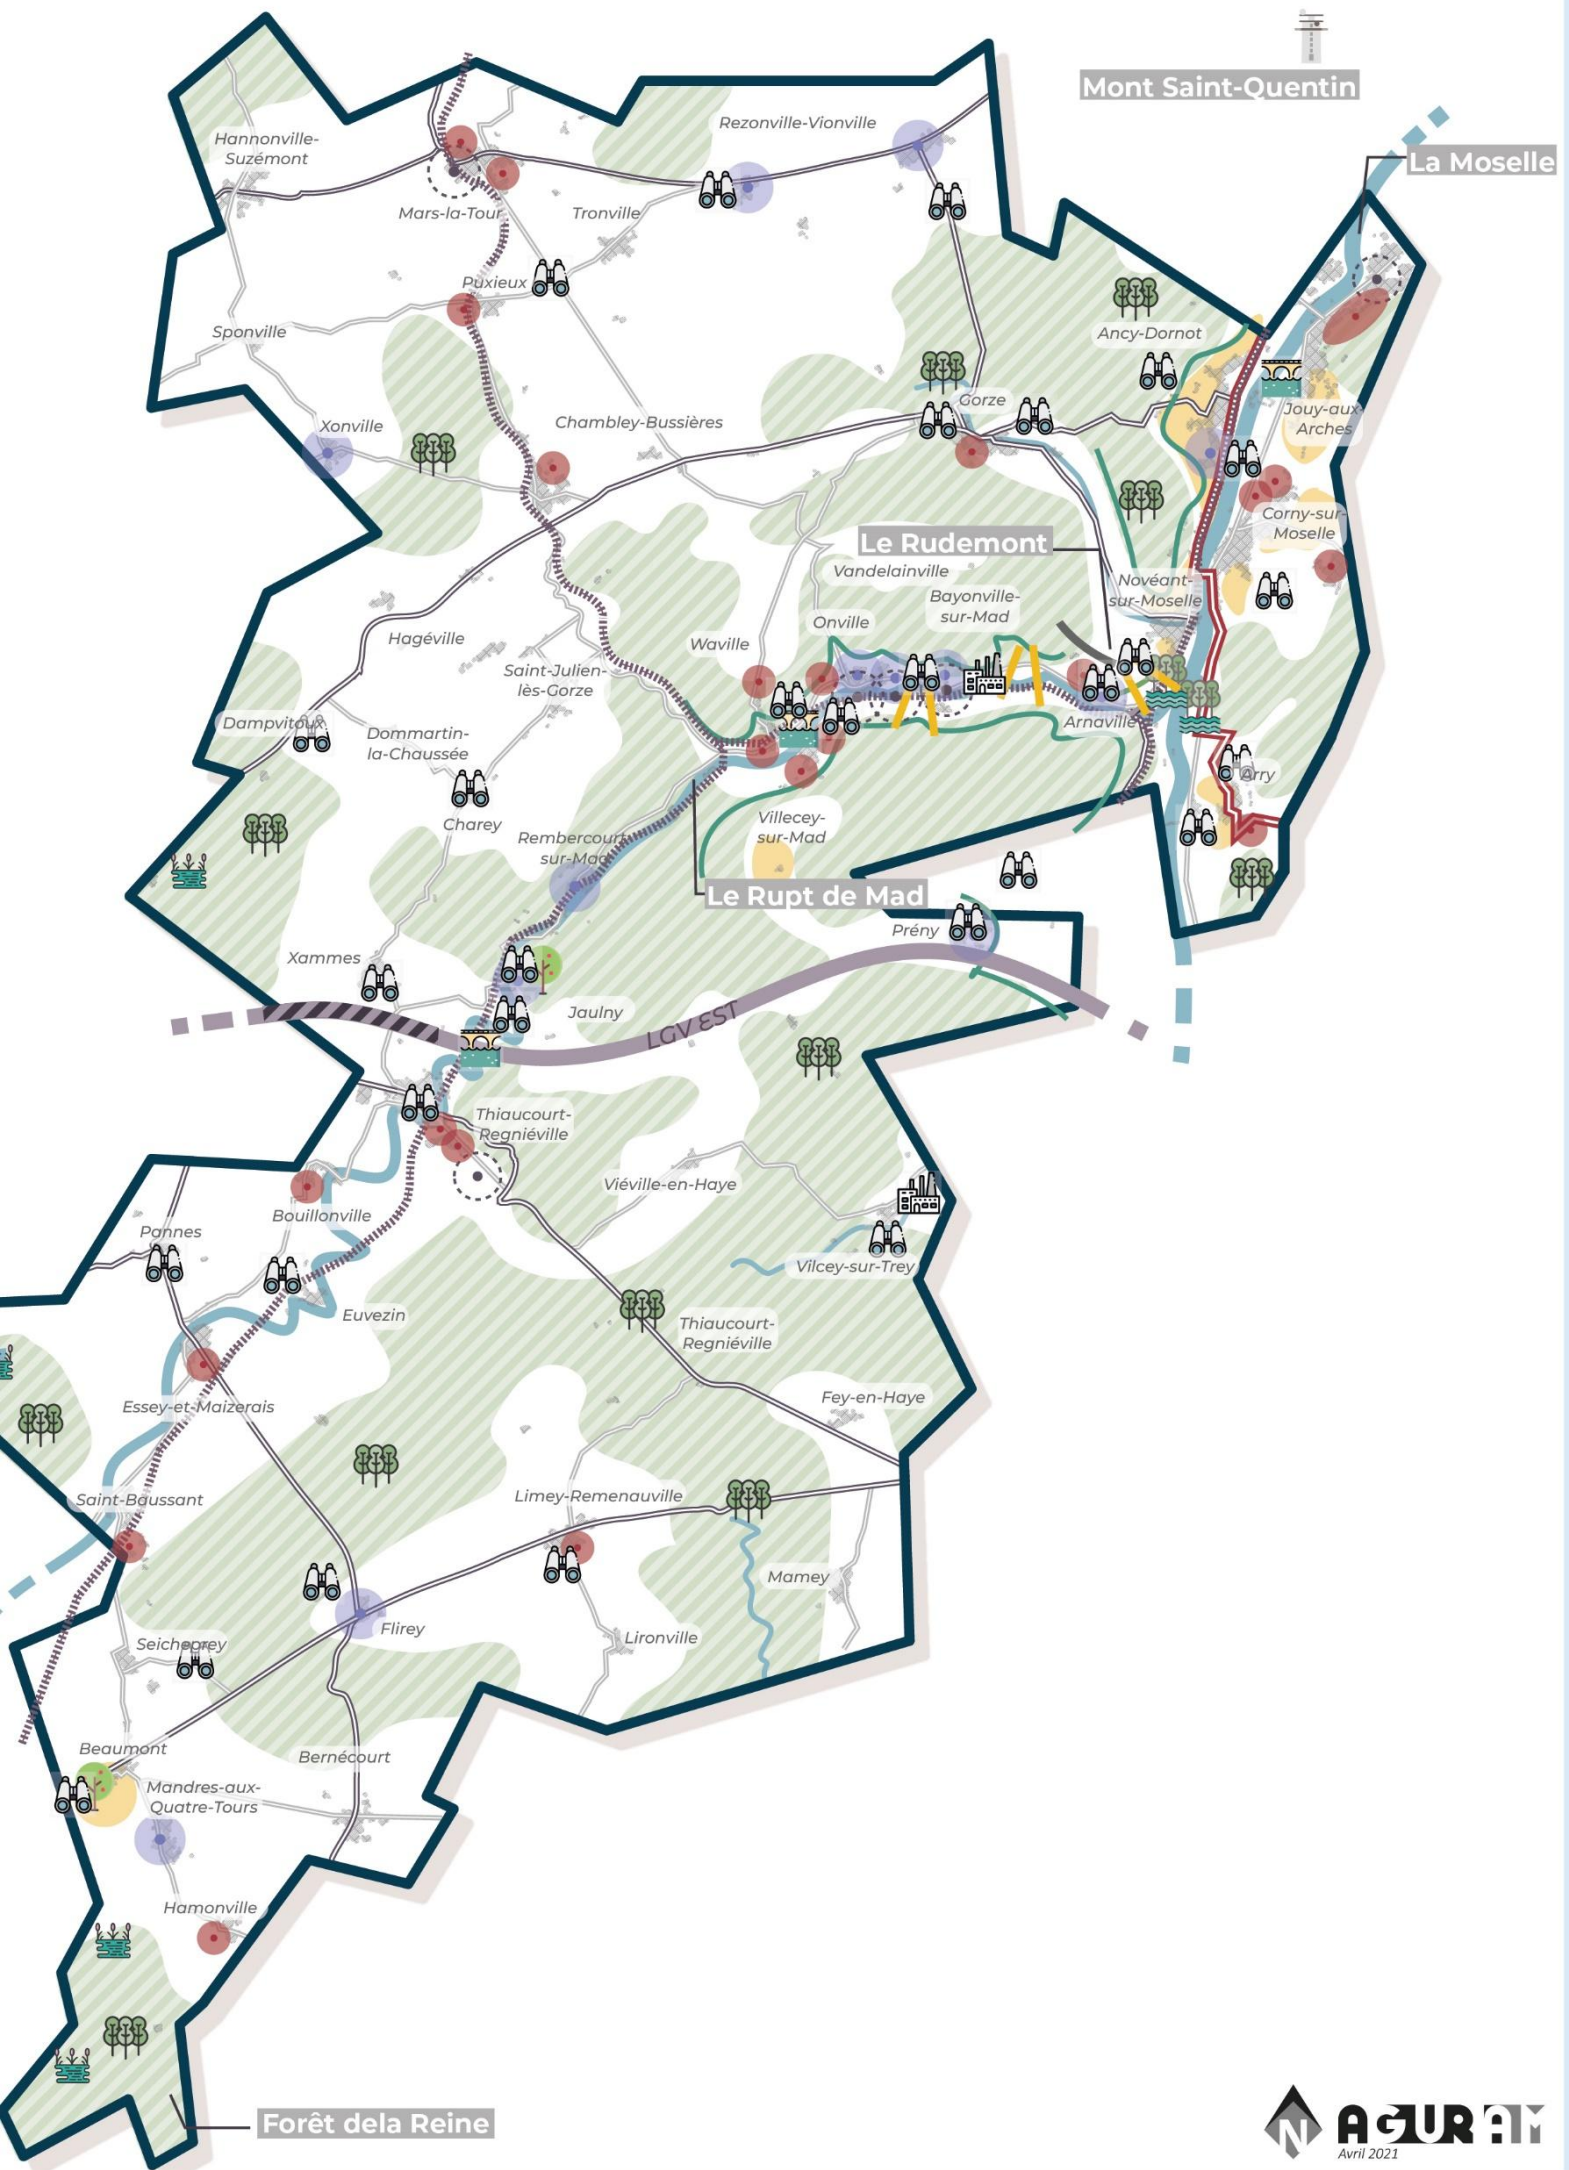 Mont Saint-Quentin
La Moselle
Hannonville-
Suzémont
Rezonville-Vionville
Mars-la-Tour
Tronville
Puxieux
Sponville
Ancy-Dornot
Xonville
Chambley-Bussières
Gorze
Jouy-aux-
Arches
Corny-sur-
Moselle
Le Rudemont
Vandelainville
Novéant-
sur-Moselle
Bayonville-
sur-Mad
Onville
Hagéville
Waville
Saint-Julien-
lès-Gorze
Dampvitoux
Dommartin-
la-Chaussée
Arnaville
Arry
Charey
Rembercourt-
sur-Mad
Villecey-
sur-Mad
Le Rupt de Mad
Prény
Xammes
Jaulny
LGV EST
Thiaucourt-
Regniéville
Viéville-en-Haye
Bouillonville
Pannes
Vilcey-sur-Trey
Euvezin
Thiaucourt-
Regniéville
Essey-et-Maizerais
Fey-en-Haye
Saint-Baussant
Limey-Remenauville
Mamey
Flirey
Seicheprey
Lironville
Beaumont
Bernécourt
Mandres-aux-
Quatre-Tours
Hamonville
Forêt dela Reine
N
AGURAM
Avril 2021